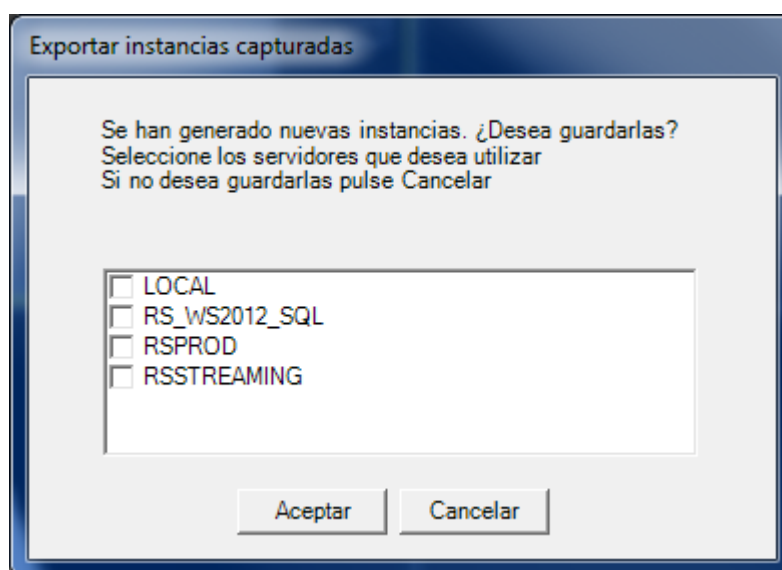 Exportar instancias capturadas
Se han generado nuevas instancias. ¿Desea guardarlas?
Seleccione los servidores que desea utilizar
Si no desea guardarlas pulse Cancelar
LOCAL
RS_WS2012_SQL
RSPROD
RSSTREAMING
Aceptar
Cancelar